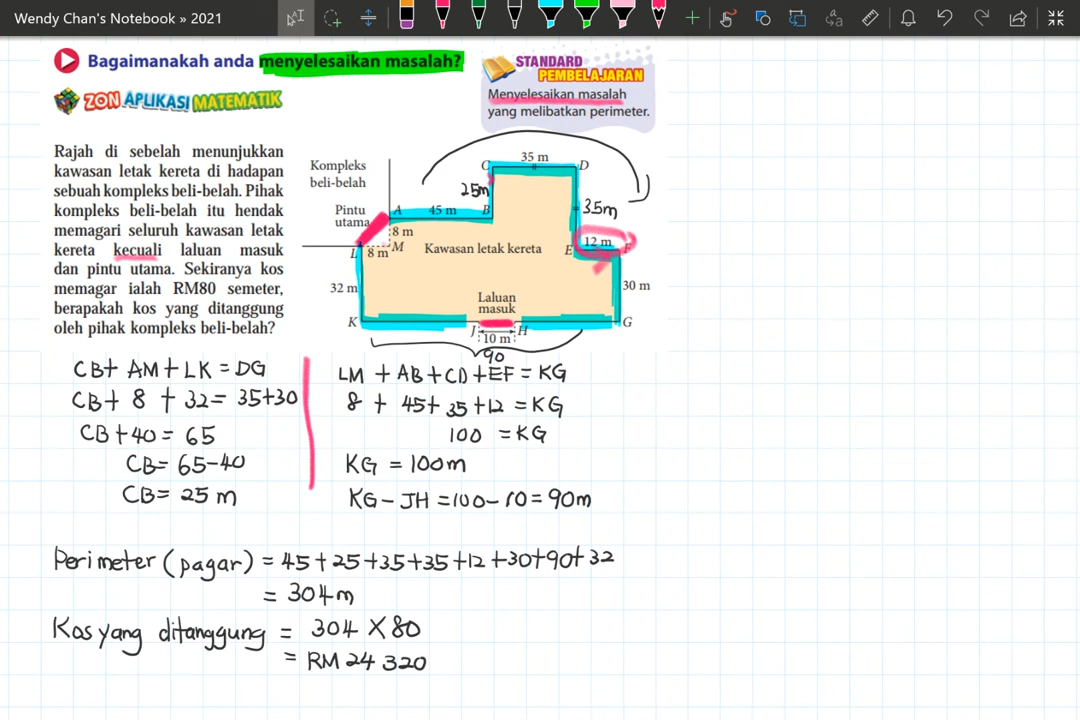 Wendy Chan's Notebook » 2021
Bagaimanakah anda menyelesaikan masalah?
STANDARD
PEMBELAJARAN
Menyelesaikan masalah
yang melibatkan perimeter.
ZON APLIKASI MATEMATIK
Rajah di sebelah menunjukkan
kawasan letak kereta di hadapan
sebuah kompleks beli-belah. Pihak
kompleks beli-belah itu hendak
memagari seluruh kawasan letak
kereta kecuali laluan masuk
dan pintu utama. Sekiranya kos
memagar ialah RM80 semeter,
berapakah kos yang ditanggung
oleh pihak kompleks beli-belah?
Kompleks
beli-belah
C 35 m D
25m
Pintu
utama
A 45 m B
35m
8 m
L 8 m M
Kawasan letak kereta
E 12 m F
32 m
30 m
Laluan
masuk
K J H G
10 m
90
CB + AM + LK = DG
CB + 8 + 32 = 35+30
CB + 40 = 65
CB = 65-40
CB = 25 m
LM + AB + CD + EF = KG
8 + 45 + 35 + 12 = KG
100 = KG
KG = 100m
KG - JH = 100 - 10 = 90m
Perimeter (pagar) = 45 + 25 + 35 + 35 + 12 + 30 + 90 + 32
= 304m
Kos yang ditanggung = 304 X 80
= RM 24 320